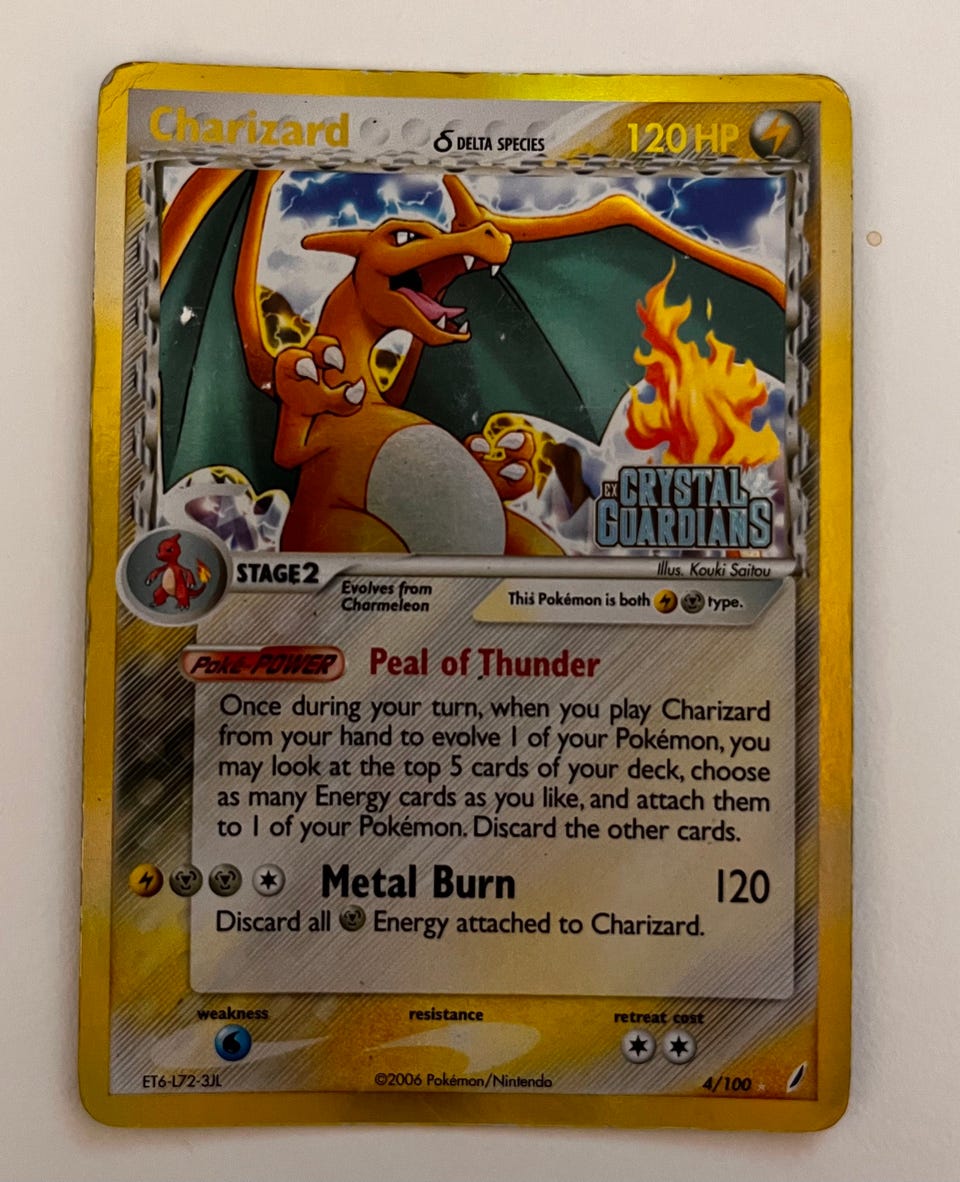 Charizard δ DELTA SPECIES 120 HP
EX CRYSTAL
GUARDIANS
Illus. Kouki Saitou
STAGE 2
Evolves from
Charmeleon
This Pokémon is both type.
Poké-POWER Peal of Thunder
Once during your turn, when you play Charizard
from your hand to evolve 1 of your Pokémon, you
may look at the top 5 cards of your deck, choose
as many Energy cards as you like, and attach them
to 1 of your Pokémon. Discard the other cards.
Metal Burn 120
Discard all Energy attached to Charizard.
weakness resistance retreat cost
ET6-L72-3JL ©2006 Pokémon/Nintendo 4/100